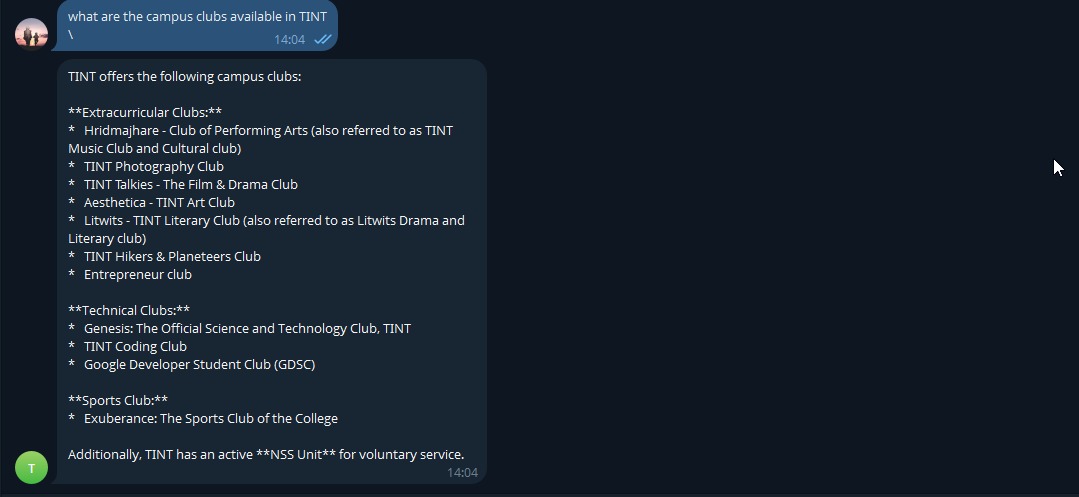 what are the campus clubs available in TINT
\
14:04
TINT offers the following campus clubs:
**Extracurricular Clubs:**
*   Hridmajhare - Club of Performing Arts (also referred to as TINT
Music Club and Cultural club)
*   TINT Photography Club
*   TINT Talkies - The Film & Drama Club
*   Aesthetica - TINT Art Club
*   Litwits - TINT Literary Club (also referred to as Litwits Drama and
Literary club)
*   TINT Hikers & Planeteers Club
*   Entrepreneur club
**Technical Clubs:**
*   Genesis: The Official Science and Technology Club, TINT
*   TINT Coding Club
*   Google Developer Student Club (GDSC)
**Sports Club:**
*   Exuberance: The Sports Club of the College
Additionally, TINT has an active **NSS Unit** for voluntary service.
T
14:04